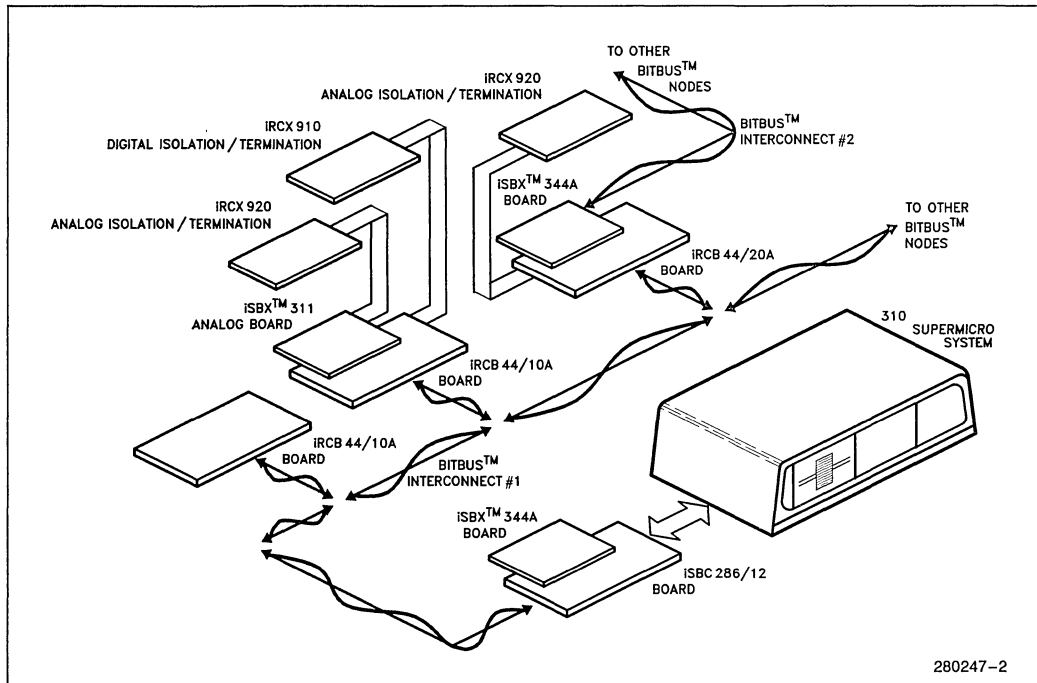 TO OTHER
BITBUS™
NODES
iRCX 920
ANALOG ISOLATION / TERMINATION
BITBUS™
INTERCONNECT #2
iRCX 910
DIGITAL ISOLATION / TERMINATION
iSBX™ 344A
BOARD
iRCX 920
ANALOG ISOLATION / TERMINATION
TO OTHER
BITBUS™
NODES
iRCB 44/20A
BOARD
iSBX™ 311
ANALOG BOARD
310
SUPERMICRO
SYSTEM
iRCB 44/10A
BOARD
iRCB 44/10A
BOARD
BITBUS™
INTERCONNECT #1
iSBX™ 344A
BOARD
iSBC 286/12
BOARD
280247-2